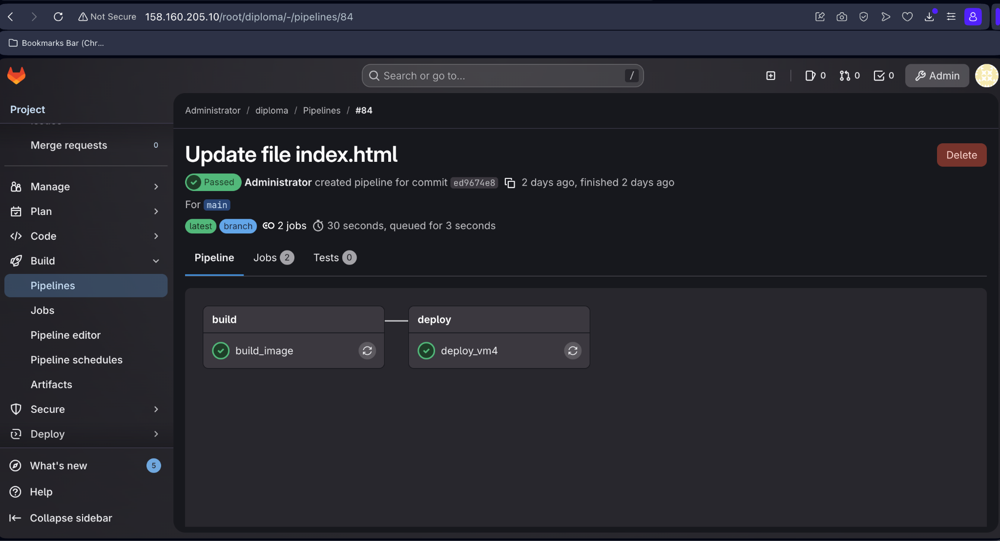 Not Secure 158.160.205.10/root/diploma/-/pipelines/84
Bookmarks Bar (Chr...
Search or go to... /
0 0 0 Admin
Project
Administrator / diploma / Pipelines / #84
Merge requests 0
Update file index.html
Delete
Passed Administrator created pipeline for commit ed9674e8 2 days ago, finished 2 days ago
For main
latest branch 2 jobs 30 seconds, queued for 3 seconds
Pipeline Jobs 2 Tests 0
Manage
Plan
Code
Build
Pipelines
Jobs
Pipeline editor
Pipeline schedules
Artifacts
Secure
Deploy
build
build_image
deploy
deploy_vm4
What's new 5
Help
Collapse sidebar